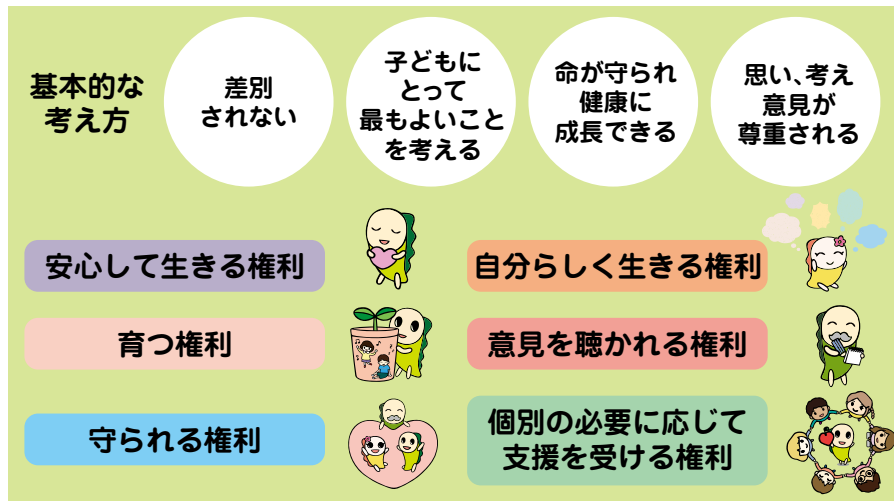 基本的な
考え方
差別
されない
子どもに
とって
最もよいこと
を考える
命が守られ
健康に
成長できる
思い、考え
意見が
尊重される
安心して生きる権利
自分らしく生きる権利
育つ権利
意見を聴かれる権利
守られる権利
個別の必要に応じて
支援を受ける権利